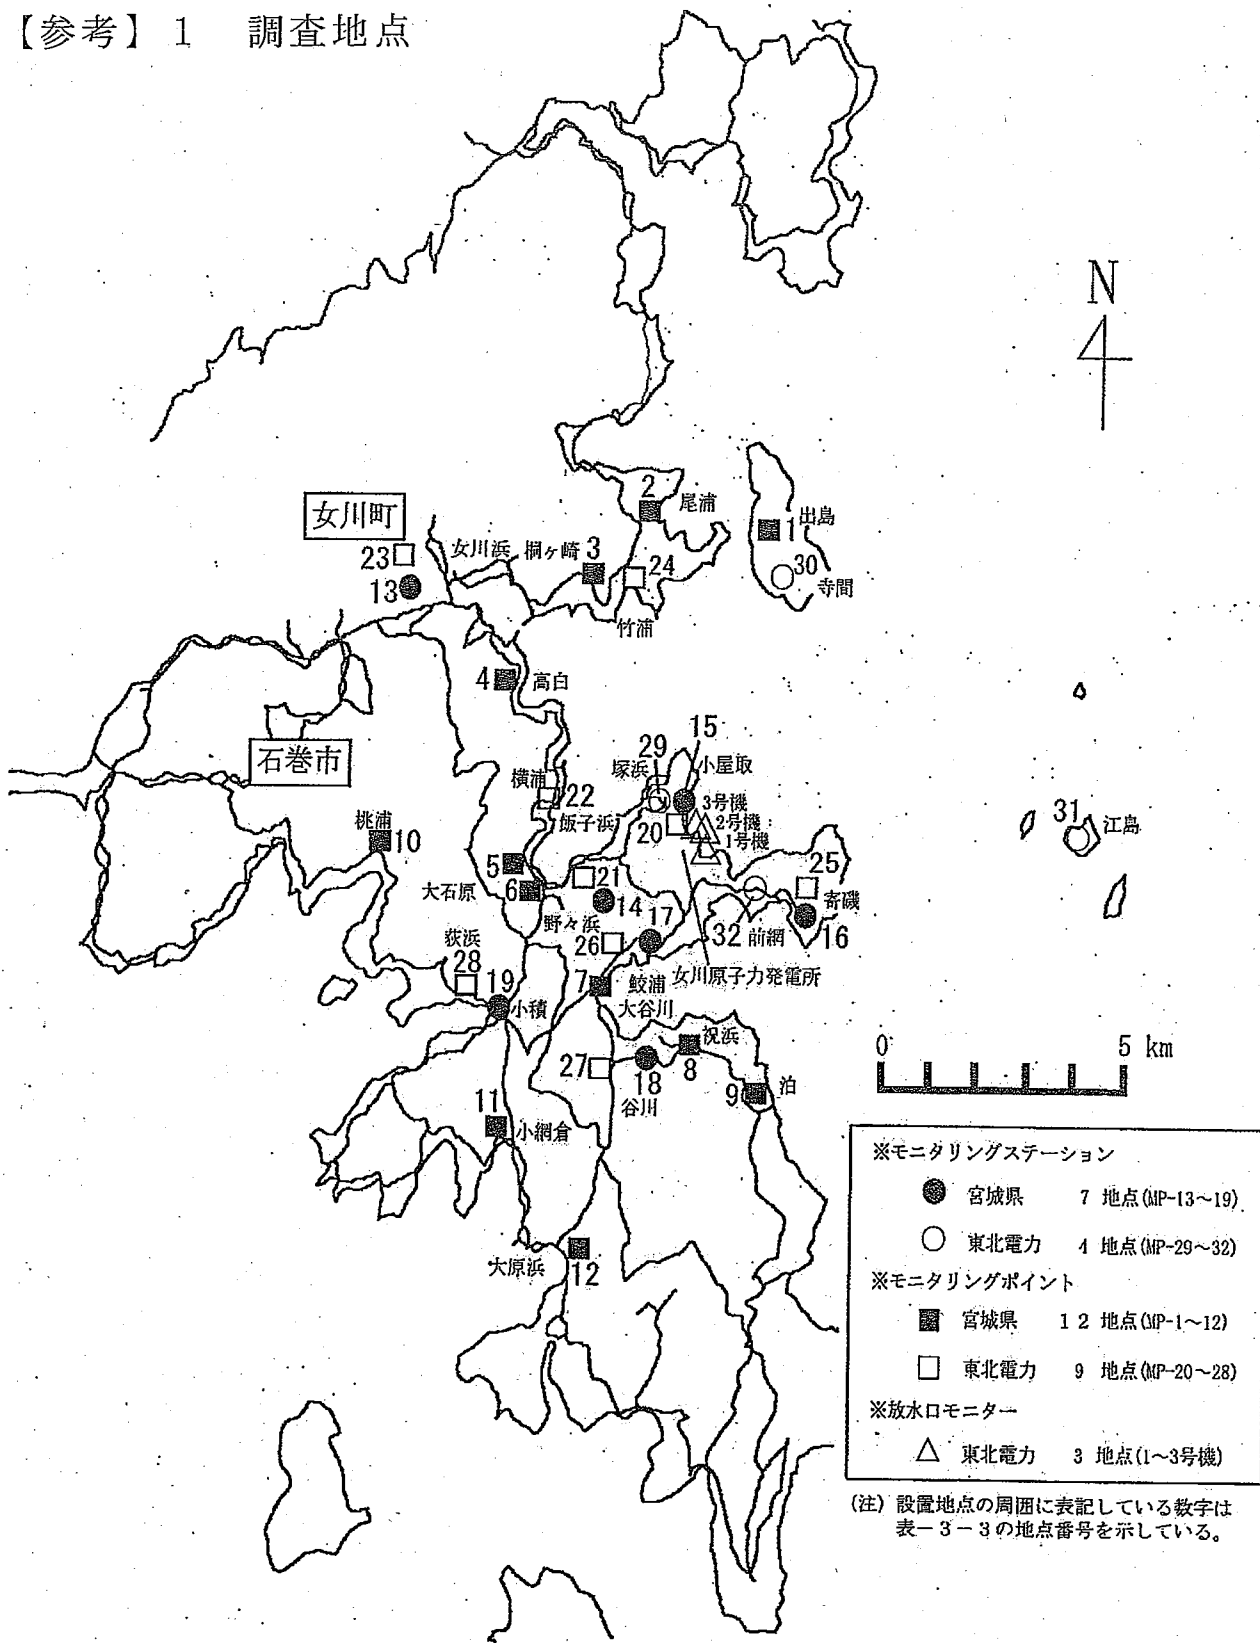 【参考】 1 調査地点
N
2
尾浦
女川町
1
出島
23
女川浜
桐ヶ崎
3
24
30
寺間
13
竹浦
4
高白
15
29
石巻市
塚浜
小屋取
横浦
22
3号機
2号機
31
江島
飯子浜
20
1号機
桃浦
10
25
5
21
大石原
6
14
寄磯
野々浜
17
32
前網
16
荻浜
26
28
19
7
鮫浦
女川原子力発電所
小積
大谷川
祝浜
0
5 km
27
18
8
9
泊
谷川
11
小網倉
大原浜
12
※モニタリングステーション
宮城県 7 地点(MP-13~19)
東北電力 4 地点(MP-29~32)
※モニタリングポイント
宮城県 12 地点(MP-1~12)
東北電力 9 地点(MP-20~28)
※放水口モニター
東北電力 3 地点(1~3号機)
(注) 設置地点の周囲に表記している数字は
表-3-3の地点番号を示している。